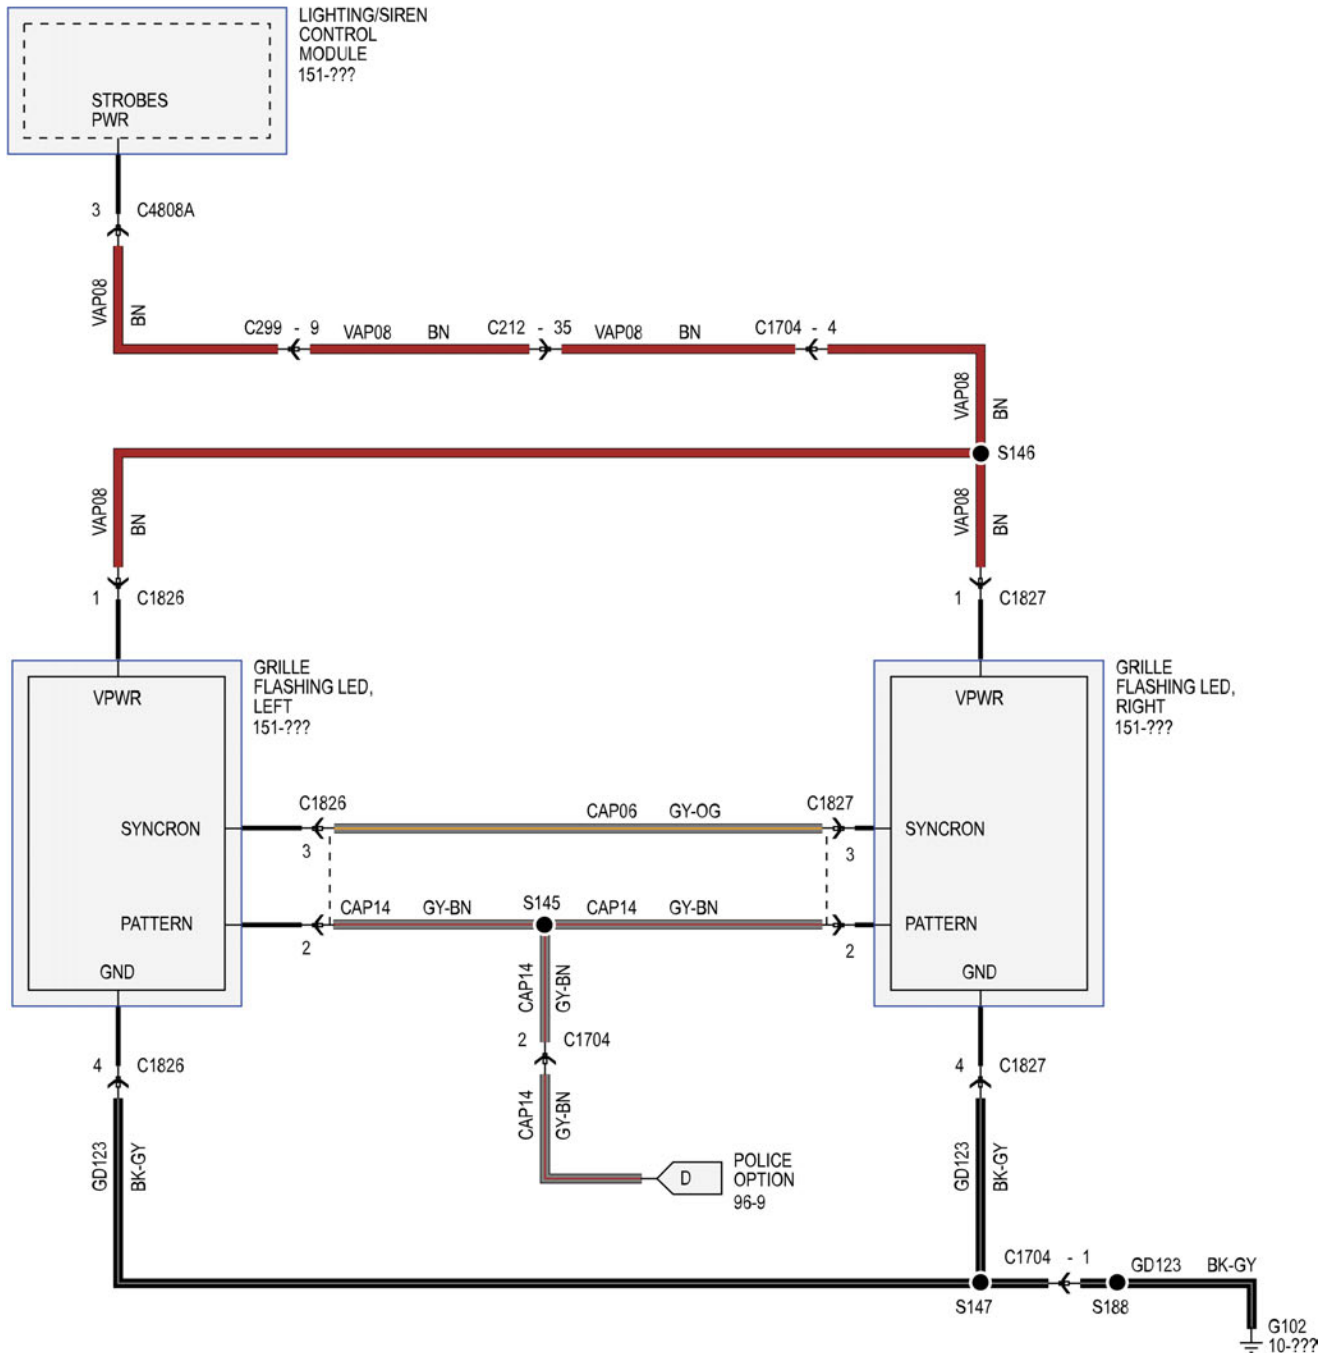 LIGHTING/SIREN
CONTROL
MODULE
151-???
STROBES
PWR
3 C4808A
VAP08 BN
C299 - 9 VAP08 BN C212 - 35 VAP08 BN C1704 - 4
VAP08 BN
S146
VAP08 BN
VAP08 BN
1 C1826
1 C1827
GRILLE
FLASHING LED,
LEFT
151-???
VPWR
GRILLE
FLASHING LED,
RIGHT
151-???
VPWR
C1826 CAP06 GY-OG C1827
SYNCRON
SYNCRON
3 3
CAP14 GY-BN S145 CAP14 GY-BN
PATTERN
PATTERN
2 2
GND
GND
CAP14 GY-BN
2 C1704
4 C1826
4 C1827
CAP14 GY-BN
GD123 BK-GY
GD123 BK-GY
D
POLICE
OPTION
96-9
C1704 - 1 GD123 BK-GY
S147 S188
G102
10-???